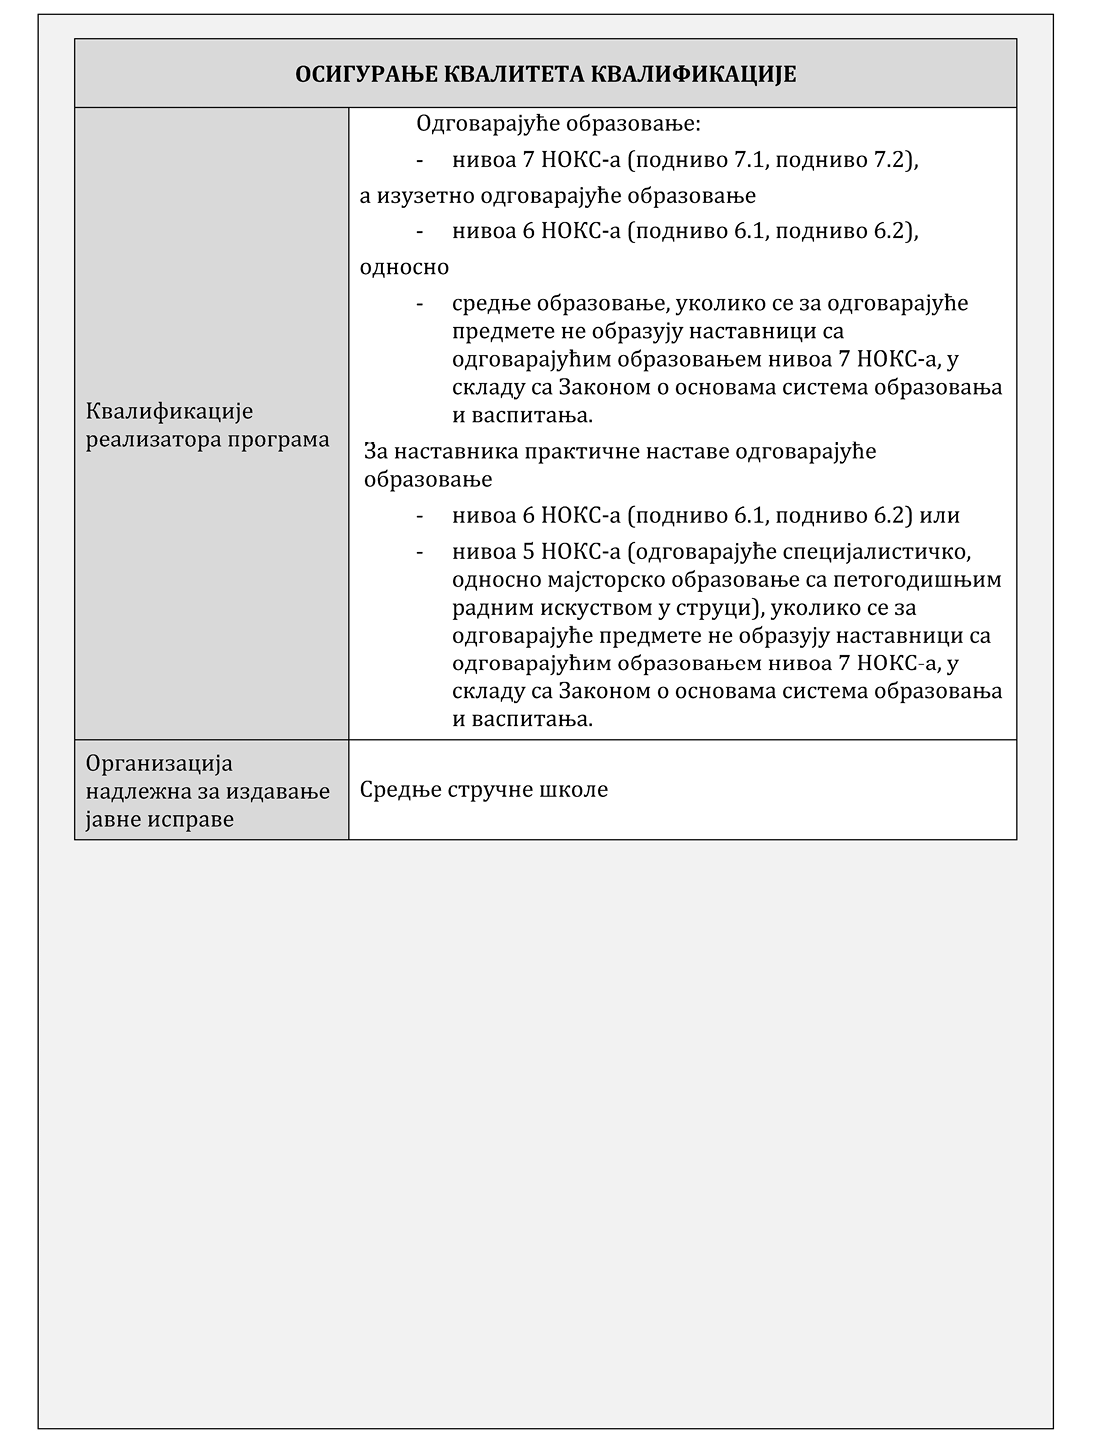 ОСИГУРАЊЕ КВАЛИТЕТА КВАЛИФИКАЦИЈЕ
Квалификације
реализатора програма
Одговарајуће образовање:
- нивоа 7 НОКС-а (подниво 7.1, подниво 7.2),
а изузетно одговарајуће образовање
- нивоа 6 НОКС-а (подниво 6.1, подниво 6.2),
односно
- средње образовање, уколико се за одговарајуће
предмете не образују наставници са
одговарајућим образовањем нивоа 7 НОКС-а, у
складу са Законом о основама система образовања
и васпитања.
За наставника практичне наставе одговарајуће
образовање
- нивоа 6 НОКС-а (подниво 6.1, подниво 6.2) или
- нивоа 5 НОКС-а (одговарајуће специјалистичко,
односно мајсторско образовање са петогодишњим
радним искуством у струци), уколико се за
одговарајуће предмете не образују наставници са
одговарајућим образовањем нивоа 7 НОКС-а, у
складу са Законом о основама система образовања
и васпитања.
Организација
надлежна за издавање
јавне исправе
Средње стручне школе